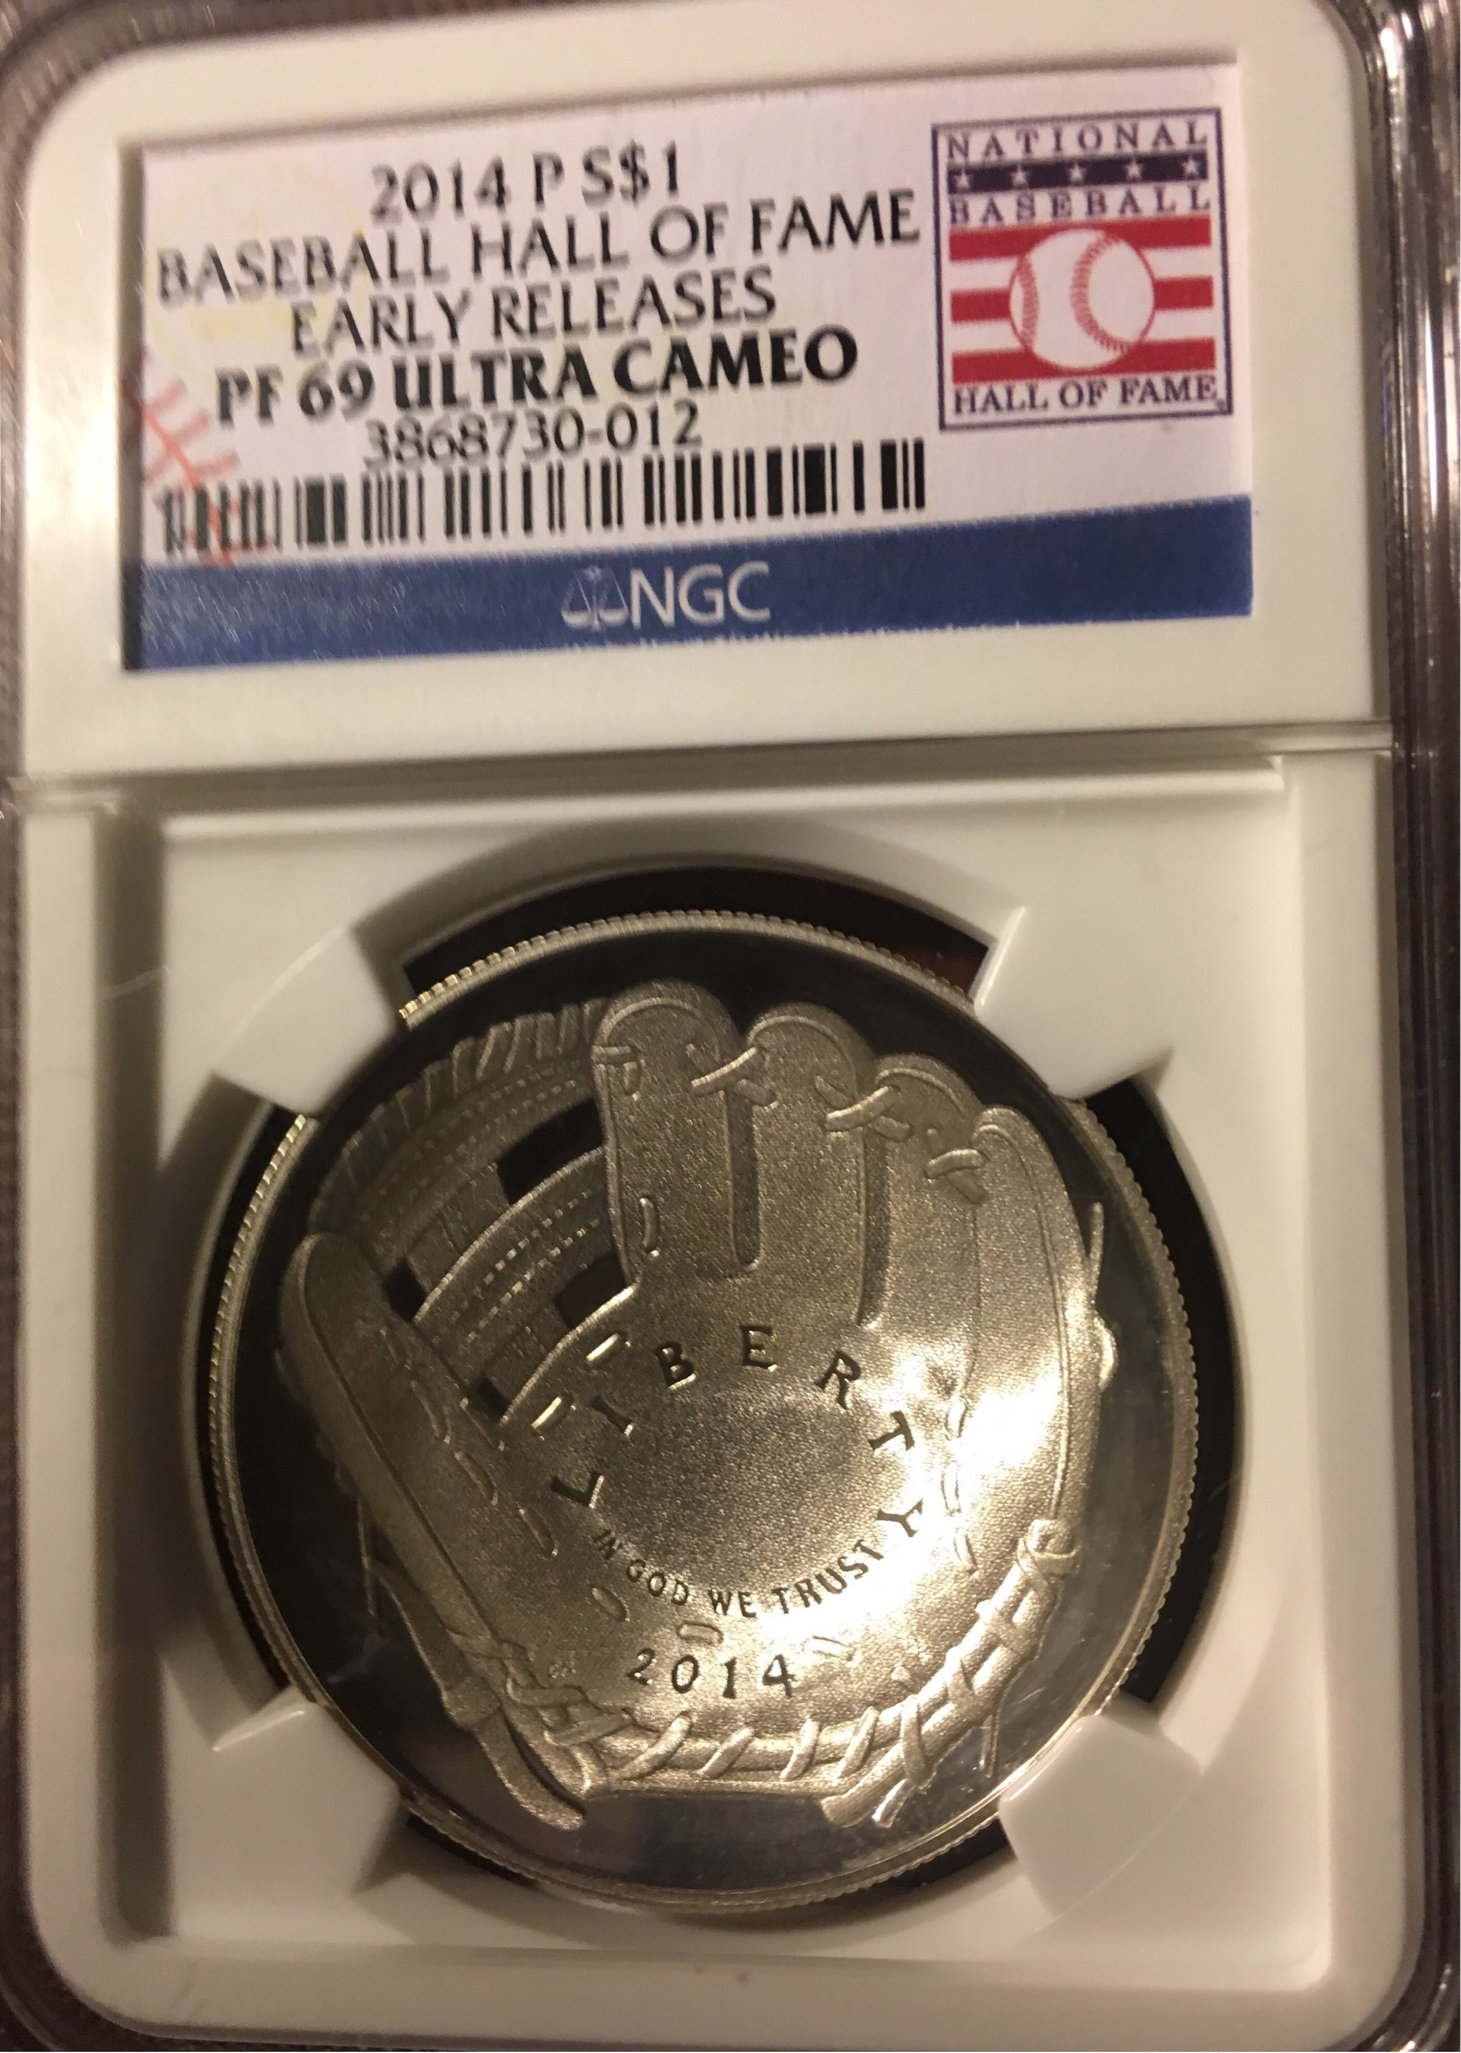 2014 P S$1
BASEBALL HALL OF FAME
EARLY RELEASES
PF 69 ULTRA CAMEO
3868730-012
NATIONAL
BASEBALL
HALL OF FAME
NGC
LIBERTY
IN GOD WE TRUST
2014